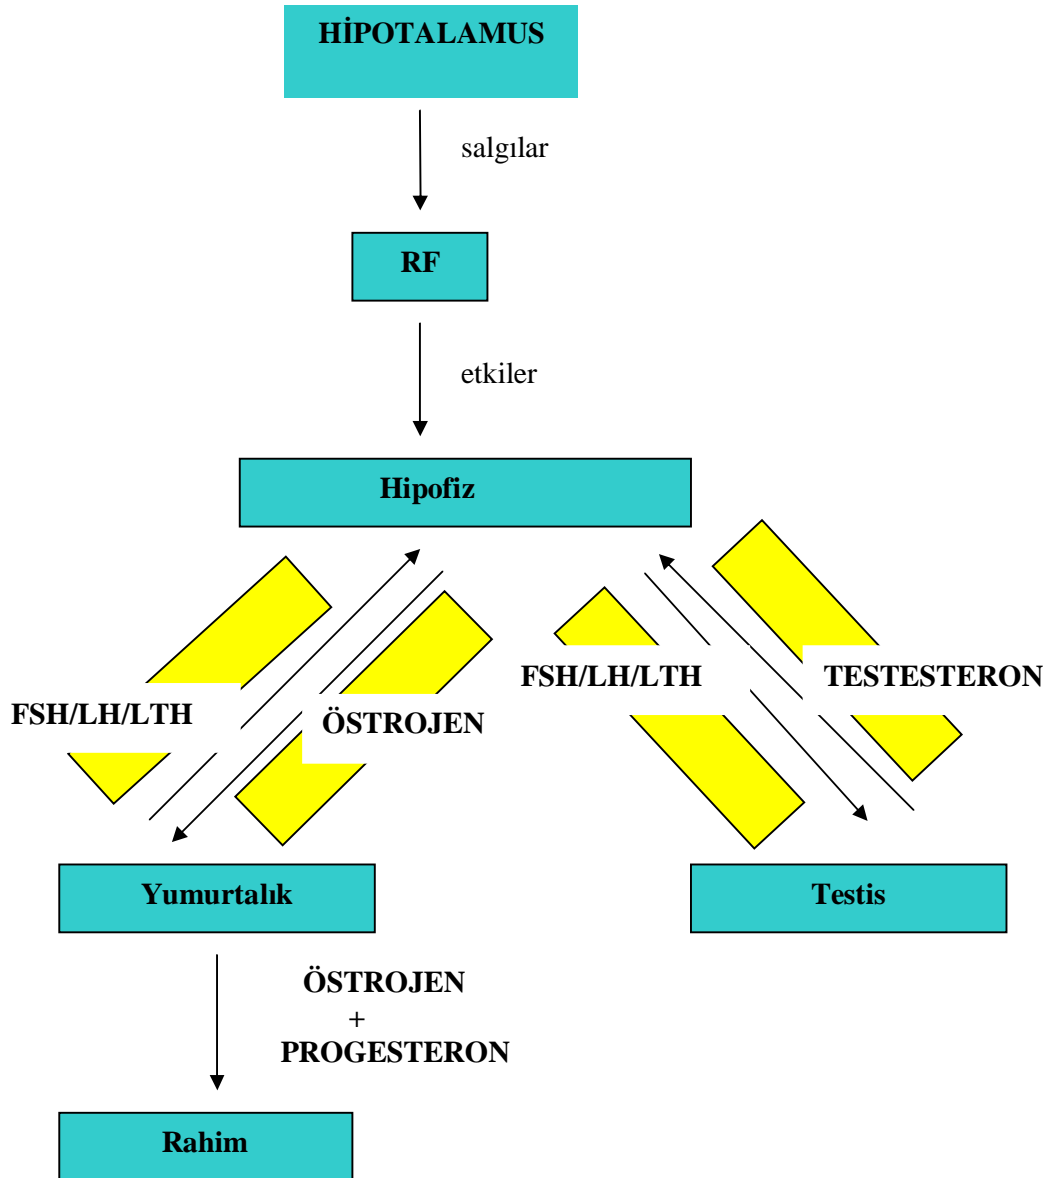 HİPOTALAMUS
salgılar
RF
etkiler
Hipofiz
FSH/LH/LTH
ÖSTROJEN
FSH/LH/LTH
TESTESTERON
Yumurtalık
Testis
ÖSTROJEN
+
PROGESTERON
Rahim